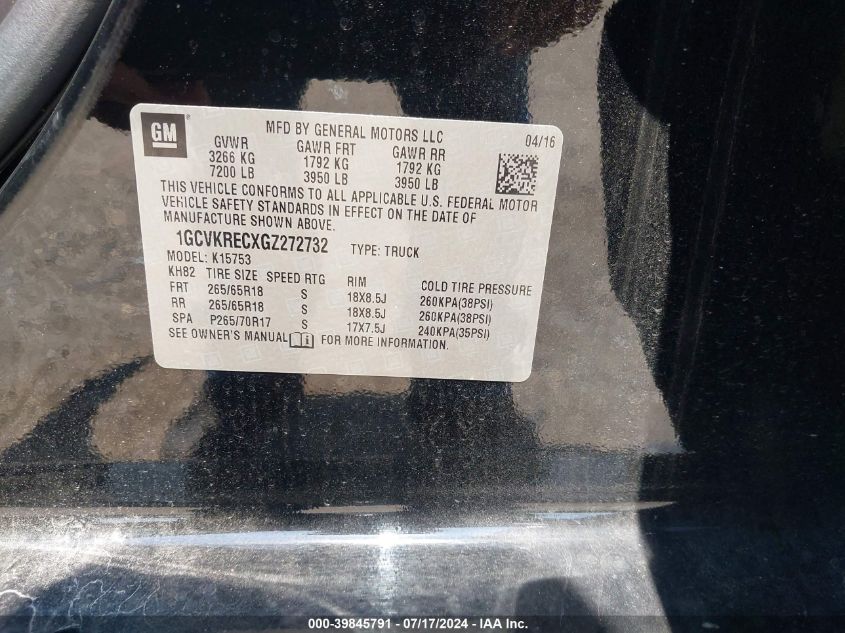 GM
MFD BY GENERAL MOTORS LLC 04/16
GVWR GAWR FRT GAWR RR
3266 KG 1792 KG 1792 KG
7200 LB 3950 LB 3950 LB
THIS VEHICLE CONFORMS TO ALL APPLICABLE U.S. FEDERAL MOTOR
VEHICLE SAFETY STANDARDS IN EFFECT ON THE DATE OF
MANUFACTURE SHOWN ABOVE.
1GCVKRECXGZ272732 TYPE: TRUCK
MODEL: K15753
KH82 TIRE SIZE SPEED RTG RIM COLD TIRE PRESSURE
FRT 265/65R18 S 18X8.5J 260KPA(38PSI)
RR 265/65R18 S 18X8.5J 260KPA(38PSI)
SPA P265/70R17 S 17X7.5J 240KPA(35PSI)
SEE OWNER'S MANUAL FOR MORE INFORMATION.
000-39845791 - 07/17/2024 - IAA Inc.